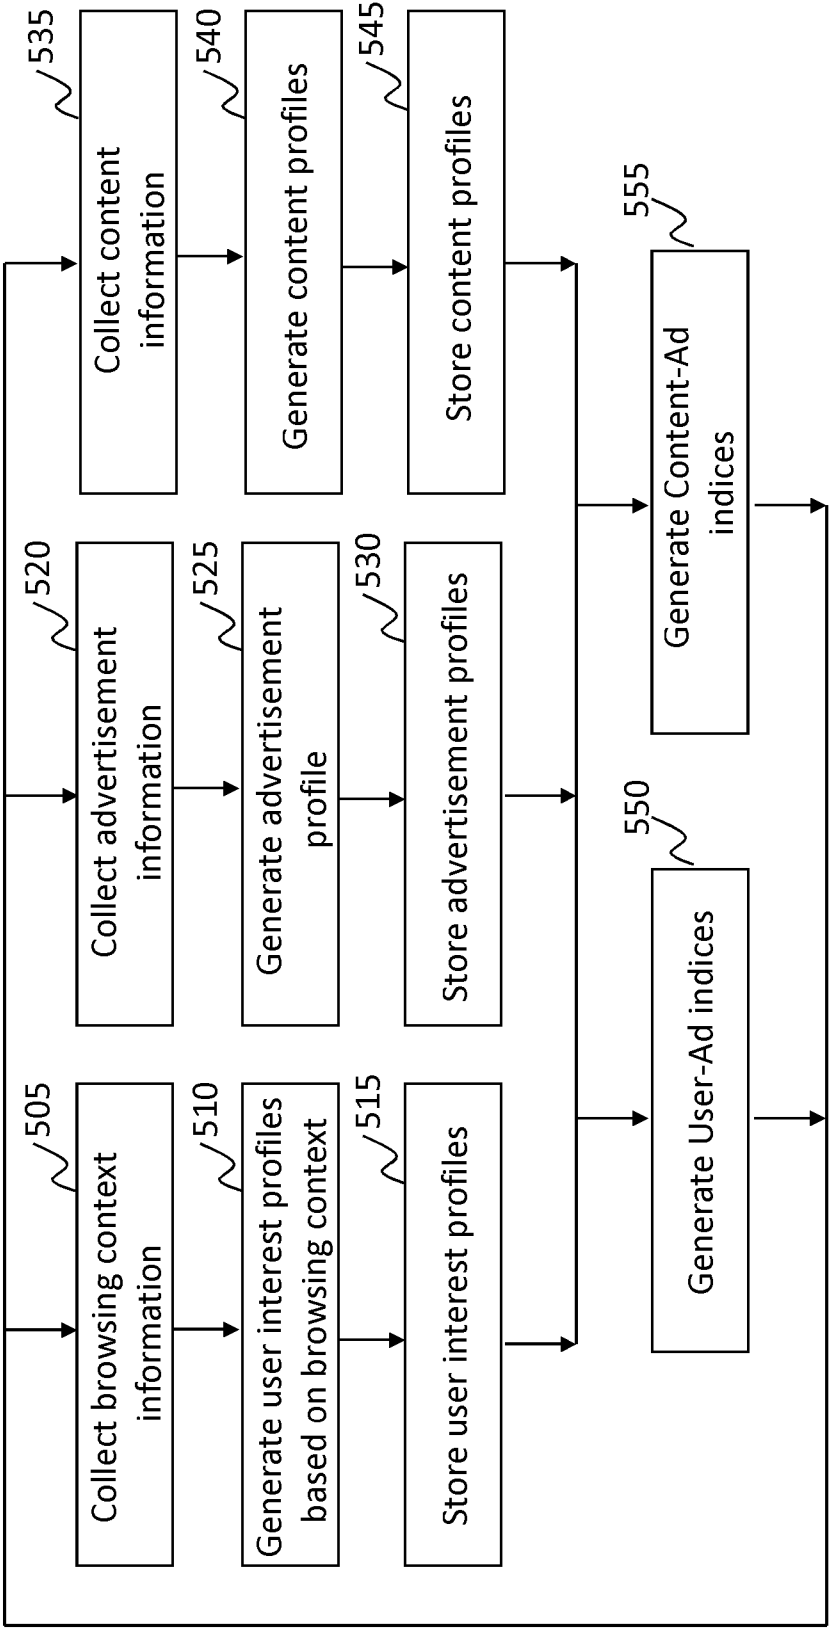 505
Collect browsing context
information
510
Generate user interest profiles
based on browsing context
515
Store user interest profiles
520
Collect advertisement
information
525
Generate advertisement
profile
530
Store advertisement profiles
535
Collect content
information
540
Generate content profiles
545
Store content profiles
550
Generate User-Ad indices
555
Generate Content-Ad
indices